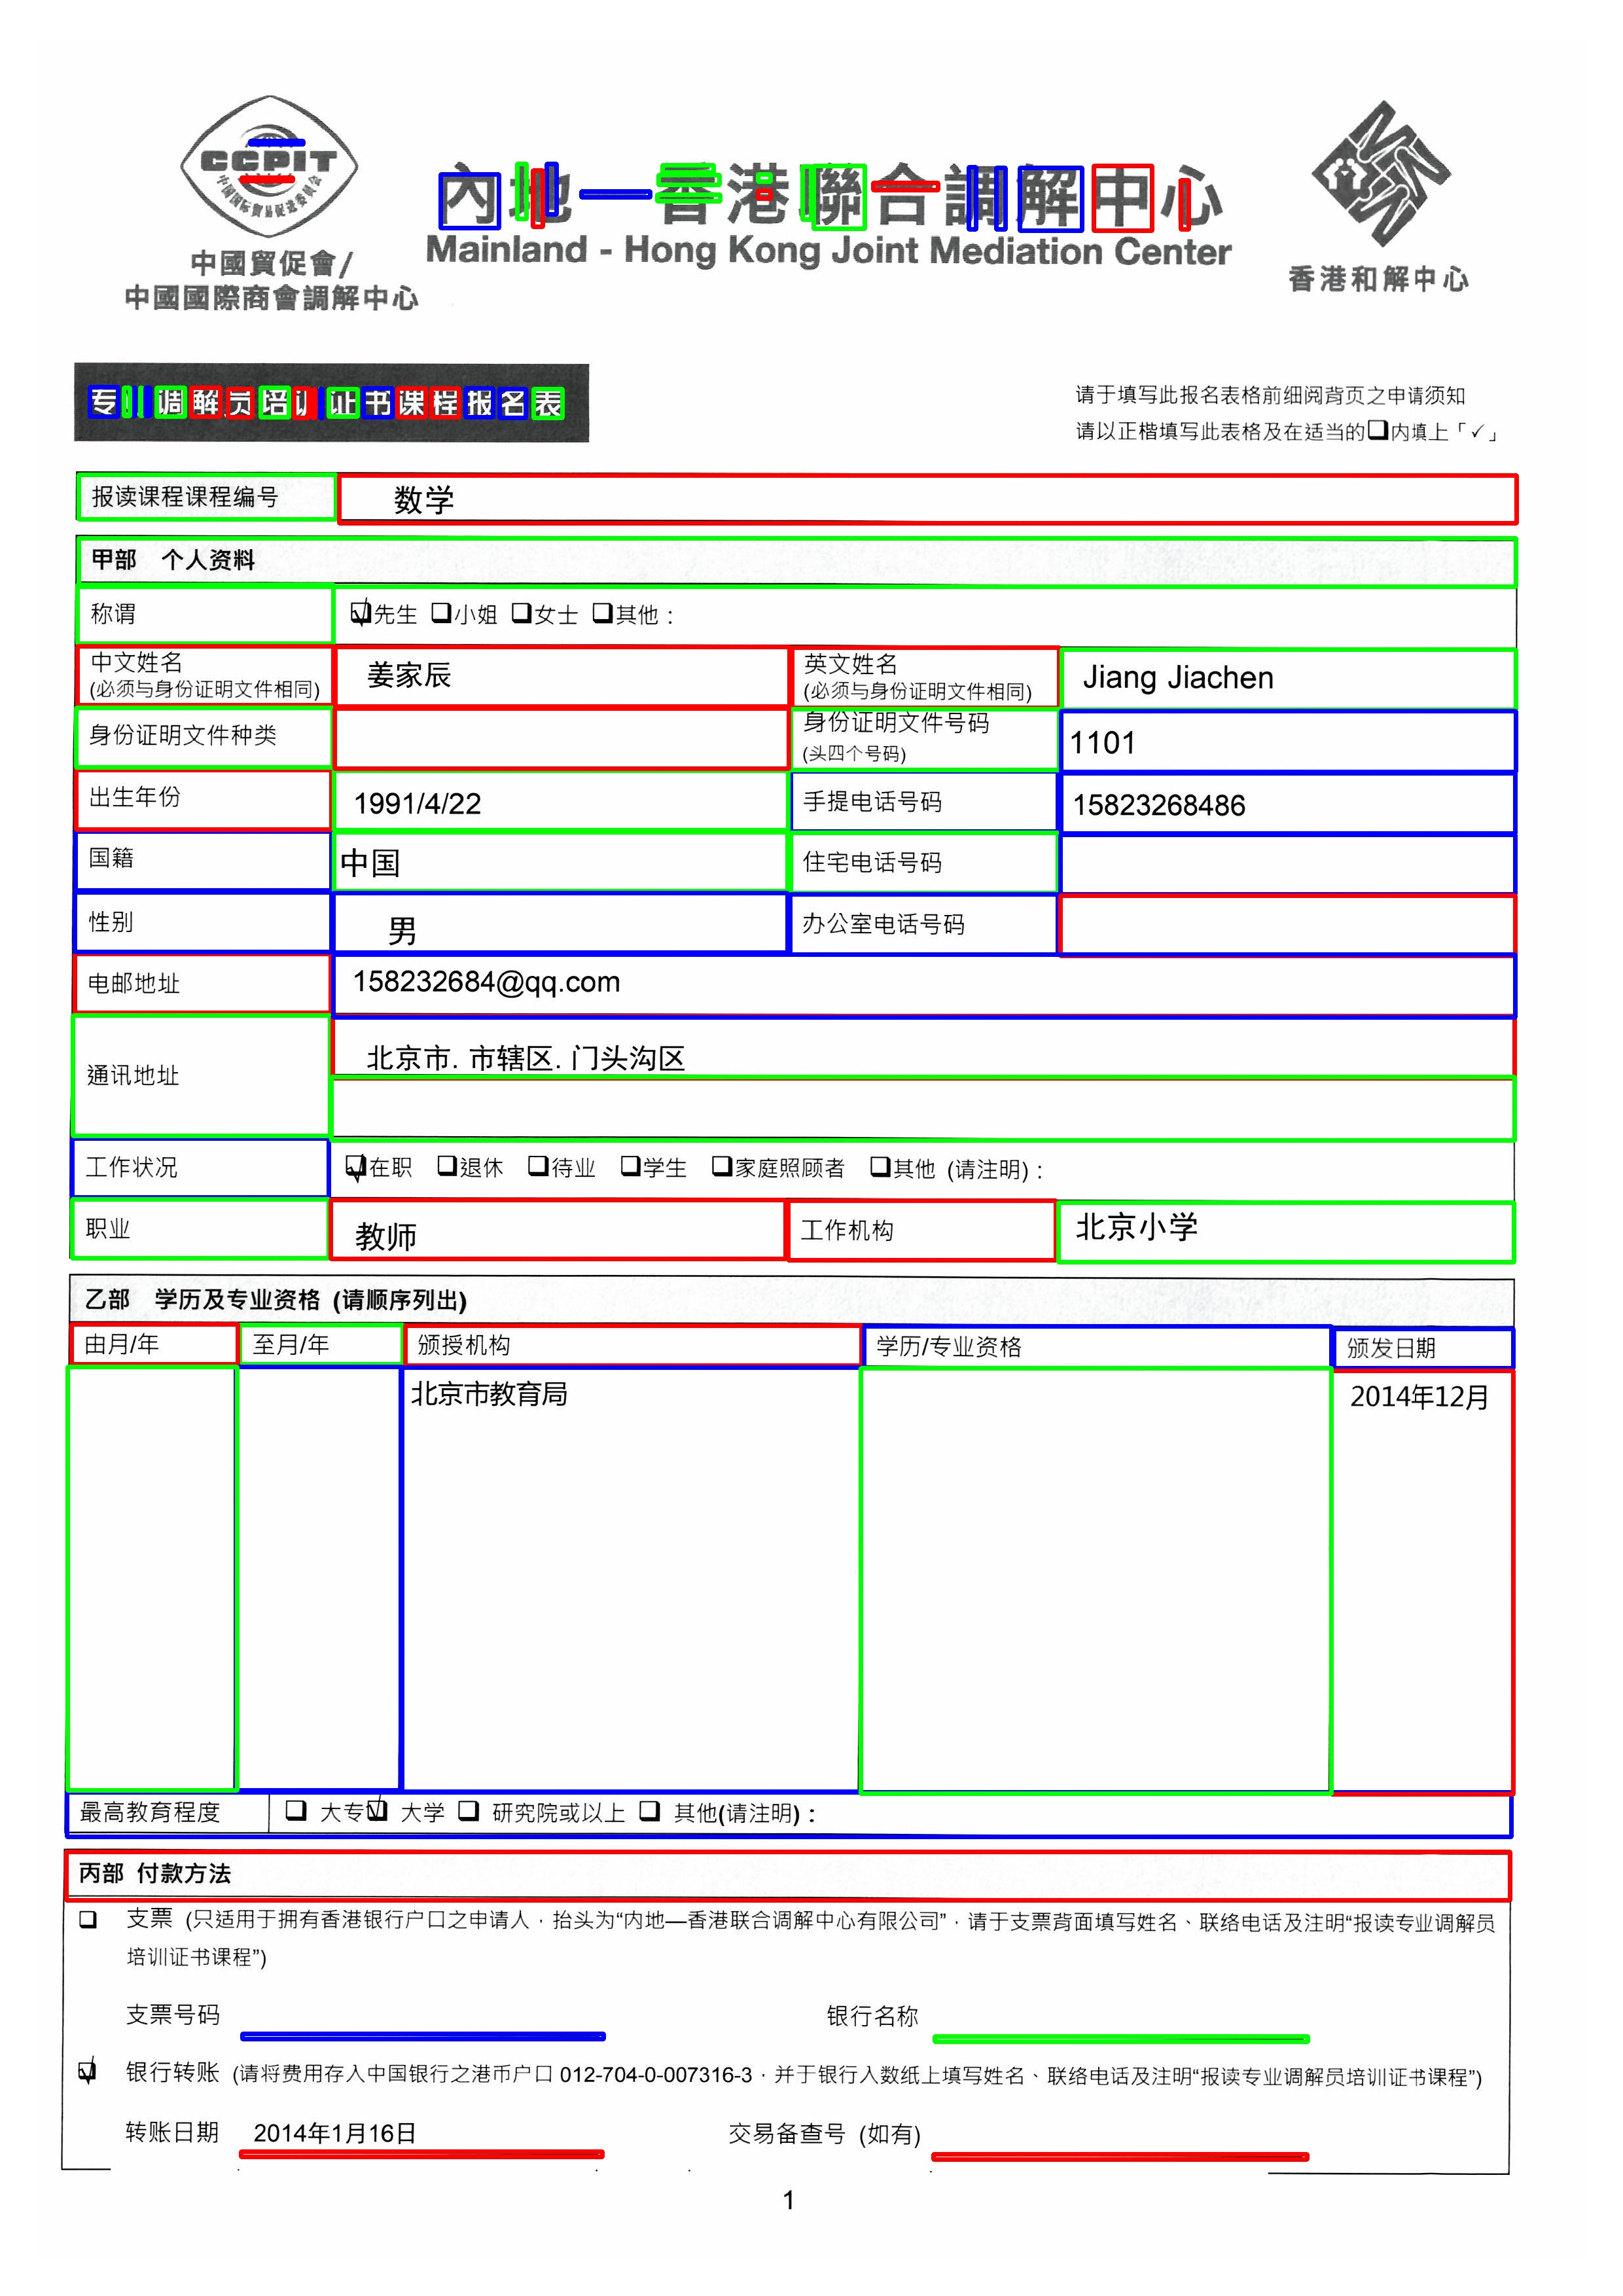 CCPIT
中国国际贸易促进委员会
中國貿促會/
中國國際商會調解中心
內地—香港聯合調解中心
Mainland - Hong Kong Joint Mediation Center
香港和解中心
专业调解员培训证书课程报名表
请于填写此报名表格前细阅背页之申请须知
请以正楷填写此表格及在适当的❑内填上「✓」
报读课程课程编号 数学
甲部 个人资料
称谓 ☑先生 ❑小姐 ❑女士 ❑其他：
中文姓名 (必须与身份证明文件相同) 姜家辰 英文姓名 (必须与身份证明文件相同) Jiang Jiachen
身份证明文件种类 身份证明文件号码 (头四个号码) 1101
出生年份 1991/4/22 手提电话号码 15823268486
国籍 中国 住宅电话号码
性别 男 办公室电话号码
电邮地址 158232684@qq.com
通讯地址 北京市. 市辖区. 门头沟区
工作状况 ☑在职 ❑退休 ❑待业 ❑学生 ❑家庭照顾者 ❑其他 (请注明)：
职业 教师 工作机构 北京小学
乙部 学历及专业资格 (请顺序列出)
由月/年 至月/年 颁授机构 学历/专业资格 颁发日期
北京市教育局 2014年12月
最高教育程度 ❑ 大专 ☑ 大学 ❑ 研究院或以上 ❑ 其他(请注明)：
丙部 付款方法
❑ 支票 (只适用于拥有香港银行户口之申请人，抬头为“内地—香港联合调解中心有限公司”，请于支票背面填写姓名、联络电话及注明“报读专业调解员
培训证书课程”)
支票号码 银行名称
☑ 银行转账 (请将费用存入中国银行之港币户口 012-704-0-007316-3，并于银行入数纸上填写姓名、联络电话及注明“报读专业调解员培训证书课程”)
转账日期 2014年1月16日 交易备查号 (如有)
1